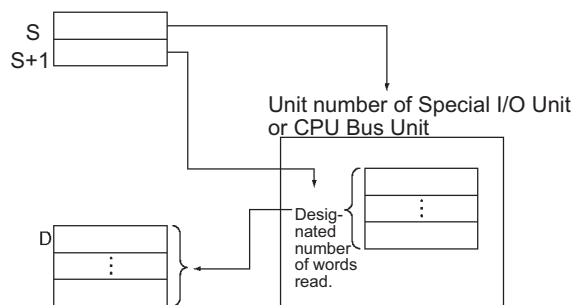 S
S+1
Unit number of Special I/O Unit
or CPU Bus Unit
Desig-
nated
number
of words
read.
D